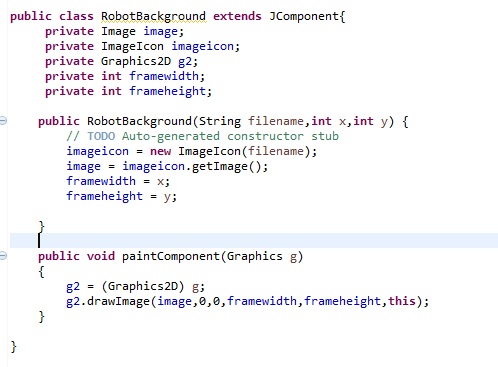 public class RobotBackground extends JComponent{
private Image image;
private ImageIcon imageicon;
private Graphics2D g2;
private int framewidth;
private int frameheight;
public RobotBackground(String filename,int x,int y) {
// TODO Auto-generated constructor stub
imageicon = new ImageIcon(filename);
image = imageicon.getImage();
framewidth = x;
frameheight = y;
}
public void paintComponent(Graphics g)
{
g2 = (Graphics2D) g;
g2.drawImage(image,0,0,framewidth,frameheight,this);
}
}